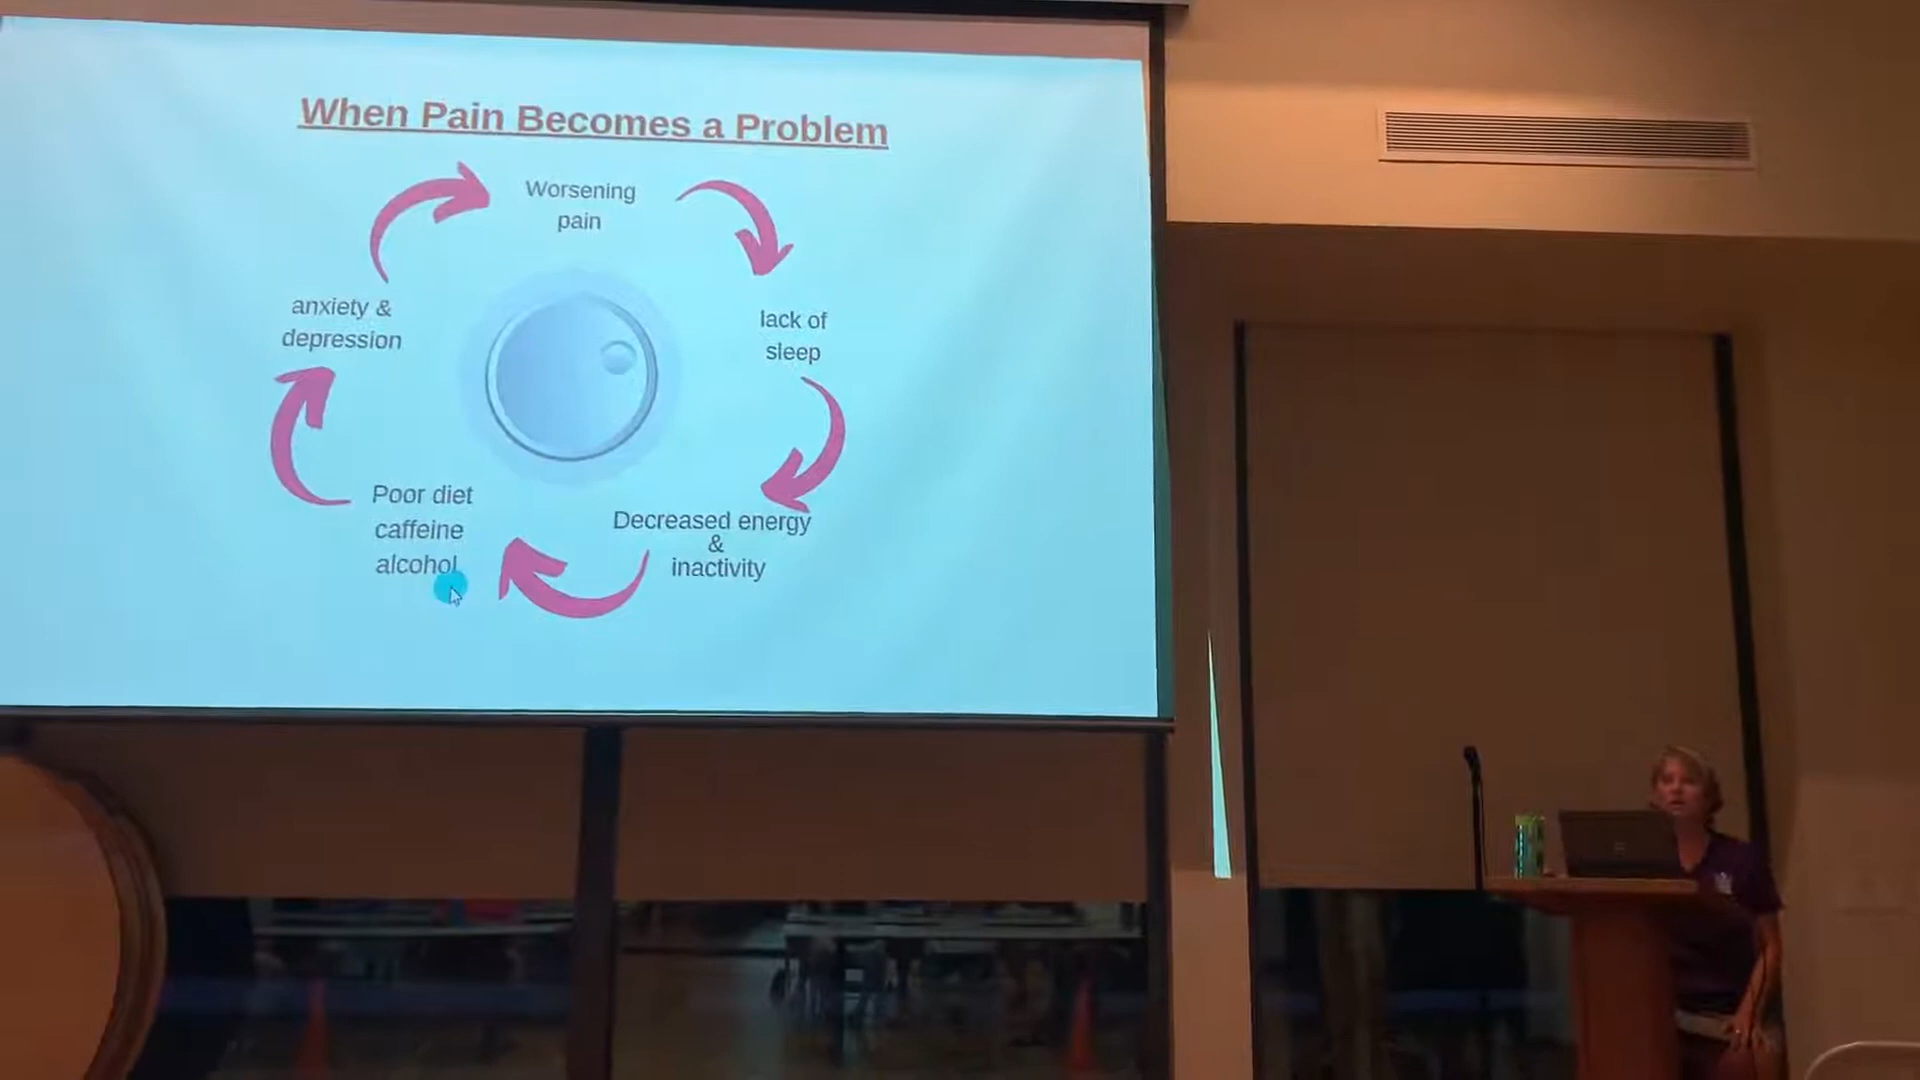 When Pain Becomes a Problem
Worsening
pain
lack of
sleep
Decreased energy
&
inactivity
Poor diet
caffeine
alcohol
anxiety &
depression